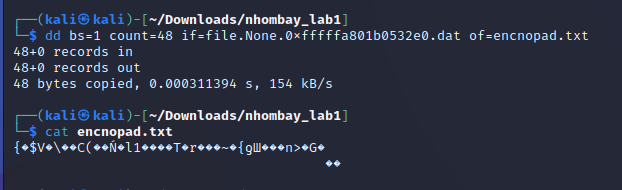 ┌──(kali㉿kali)-[~/Downloads/nhombay_lab1]
└─$ dd bs=1 count=48 if=file.None.0×fffffa801b0532e0.dat of=encnopad.txt
48+0 records in
48+0 records out
48 bytes copied, 0.000311394 s, 154 kB/s
┌──(kali㉿kali)-[~/Downloads/nhombay_lab1]
└─$ cat encnopad.txt
{�$V�\��C(��Ñ�l1����T�r���~�{gШ���n>�G�
��